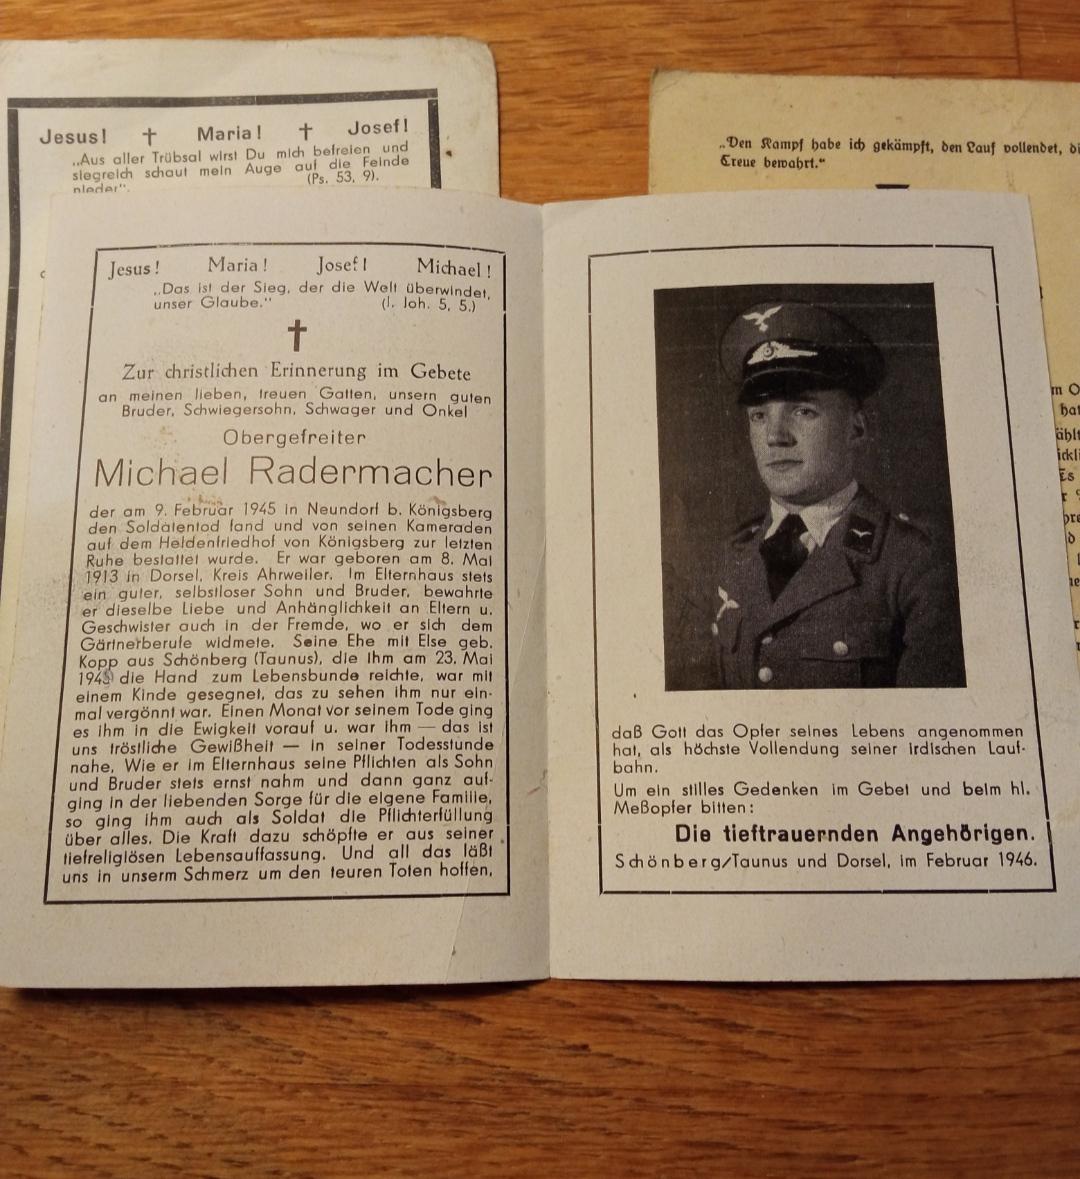 Jesus! † Maria! † Josef!
„Aus aller Trübsal wirst Du mich befreien und
siegreich schaut mein Auge auf die Feinde
nieder“. (Ps. 53, 9).
„Den Kampf habe ich gekämpft, den Lauf vollendet, di
Treue bewahrt.“
Jesus! Maria! Josef! Michael!
„Das ist der Sieg, der die Welt überwindet,
unser Glaube.“ (I. Joh. 5, 5.)
†
Zur christlichen Erinnerung im Gebete
an meinen lieben, treuen Gatten, unsern guten
Bruder, Schwiegersohn, Schwager und Onkel
Obergefreiter
Michael Radermacher
der am 9. Februar 1945 in Neundorf b. Königsberg
den Soldatentod fand und von seinen Kameraden
auf dem Heldenfriedhof von Königsberg zur letzten
Ruhe bestattet wurde. Er war geboren am 8. Mai
1913 in Dorsel, Kreis Ahrweiler. Im Elternhaus stets
ein guter, selbstloser Sohn und Bruder, bewahrte
er dieselbe Liebe und Anhänglichkeit an Eltern u.
Geschwister auch in der Fremde, wo er sich dem
Gärtnerberufe widmete. Seine Ehe mit Else geb.
Kopp aus Schönberg (Taunus), die ihm am 23. Mai
die Hand zum Lebensbunde reichte, war mit
einem Kinde gesegnet, das zu sehen ihm nur ein-
mal vergönnt war. Einen Monat vor seinem Tode ging
es ihm in die Ewigkeit vorauf u. war ihm — das ist
uns tröstliche Gewißheit — in seiner Todesstunde
nahe. Wie er im Elternhaus seine Pflichten als Sohn
und Bruder stets ernst nahm und dann ganz auf-
ging in der liebenden Sorge für die eigene Familie,
so ging ihm auch als Soldat die Pflichterfüllung
über alles. Die Kraft dazu schöpfte er aus seiner
tiefreligiösen Lebensauffassung. Und all das läßt
uns in unserm Schmerz um den teuren Toten hoffen,
daß Gott das Opfer seines Lebens angenommen
hat, als höchste Vollendung seiner irdischen Lauf-
bahn.
Um ein stilles Gedenken im Gebet und beim hl.
Meßopfer bitten:
Die tieftrauernden Angehörigen.
Schönberg/Taunus und Dorsel, im Februar 1946.